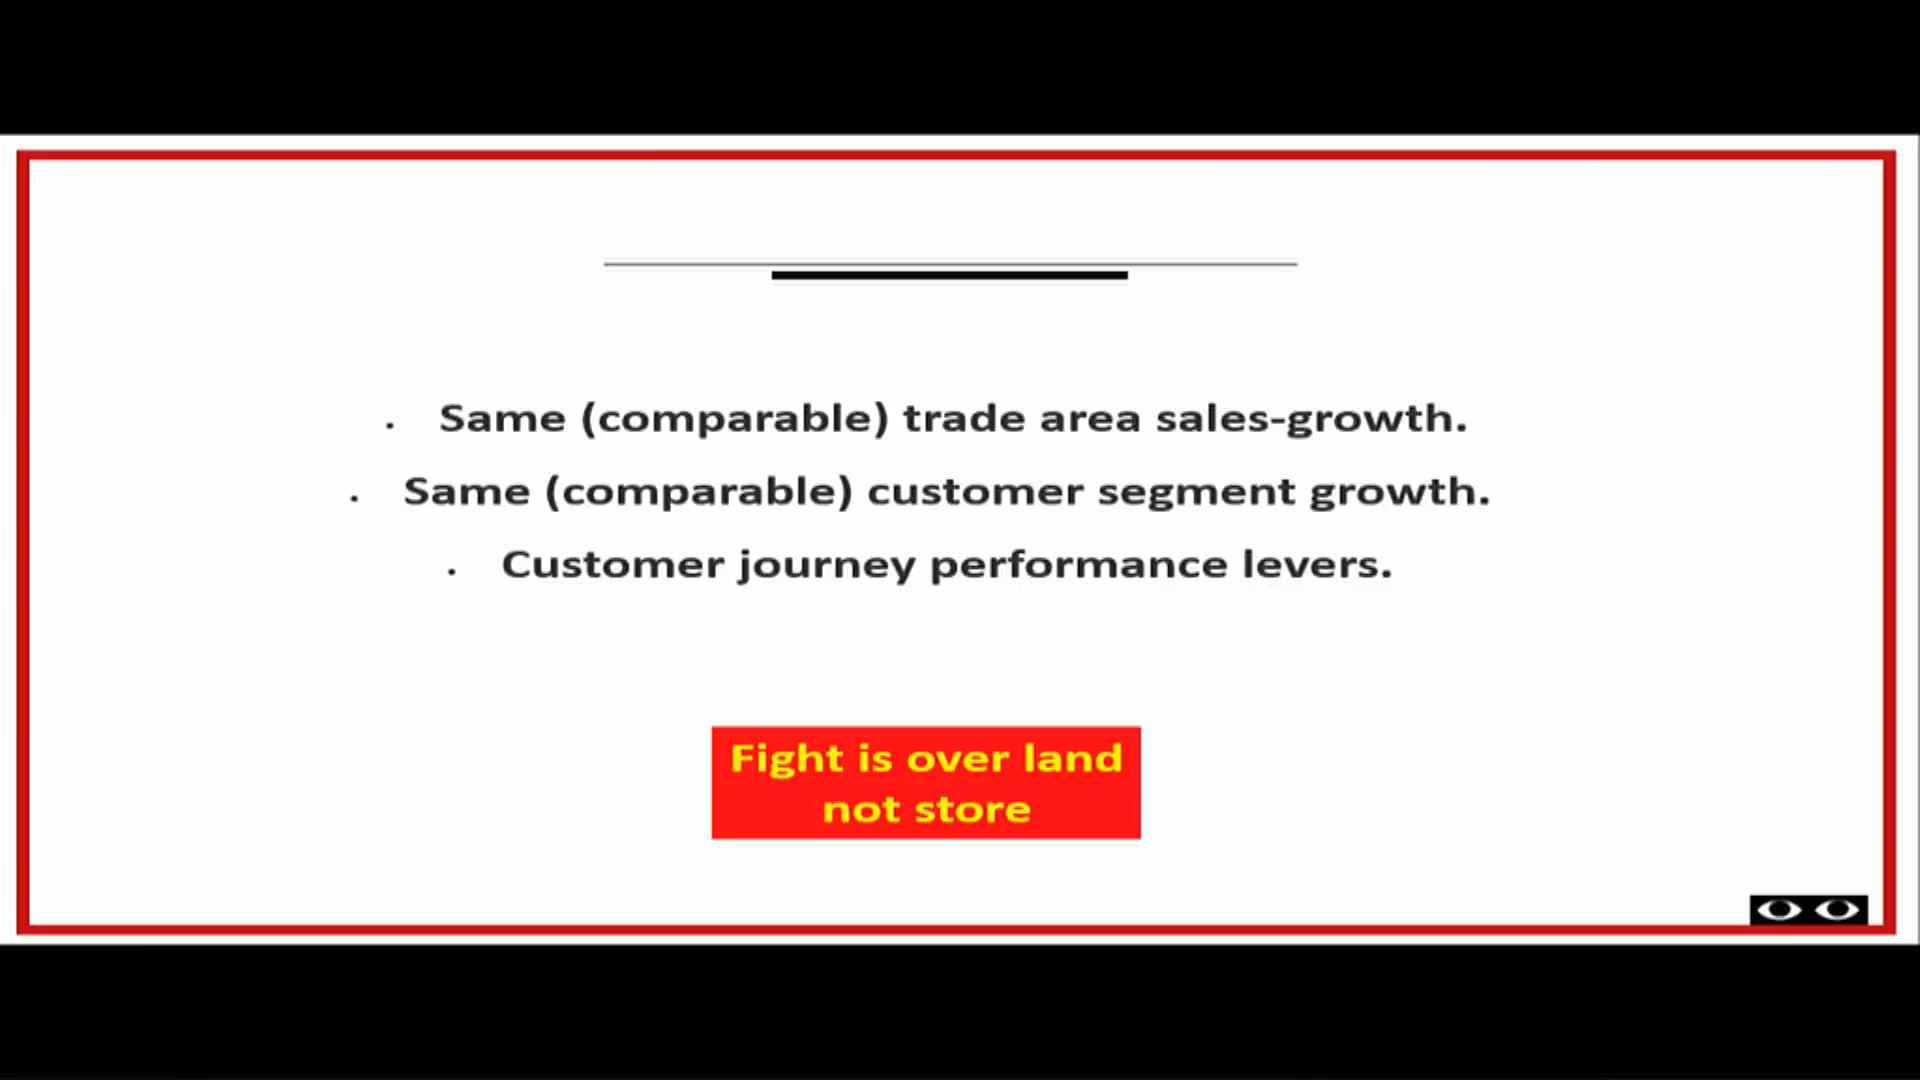 . Same (comparable) trade area sales-growth.
. Same (comparable) customer segment growth.
. Customer journey performance levers.
Fight is over land
not store